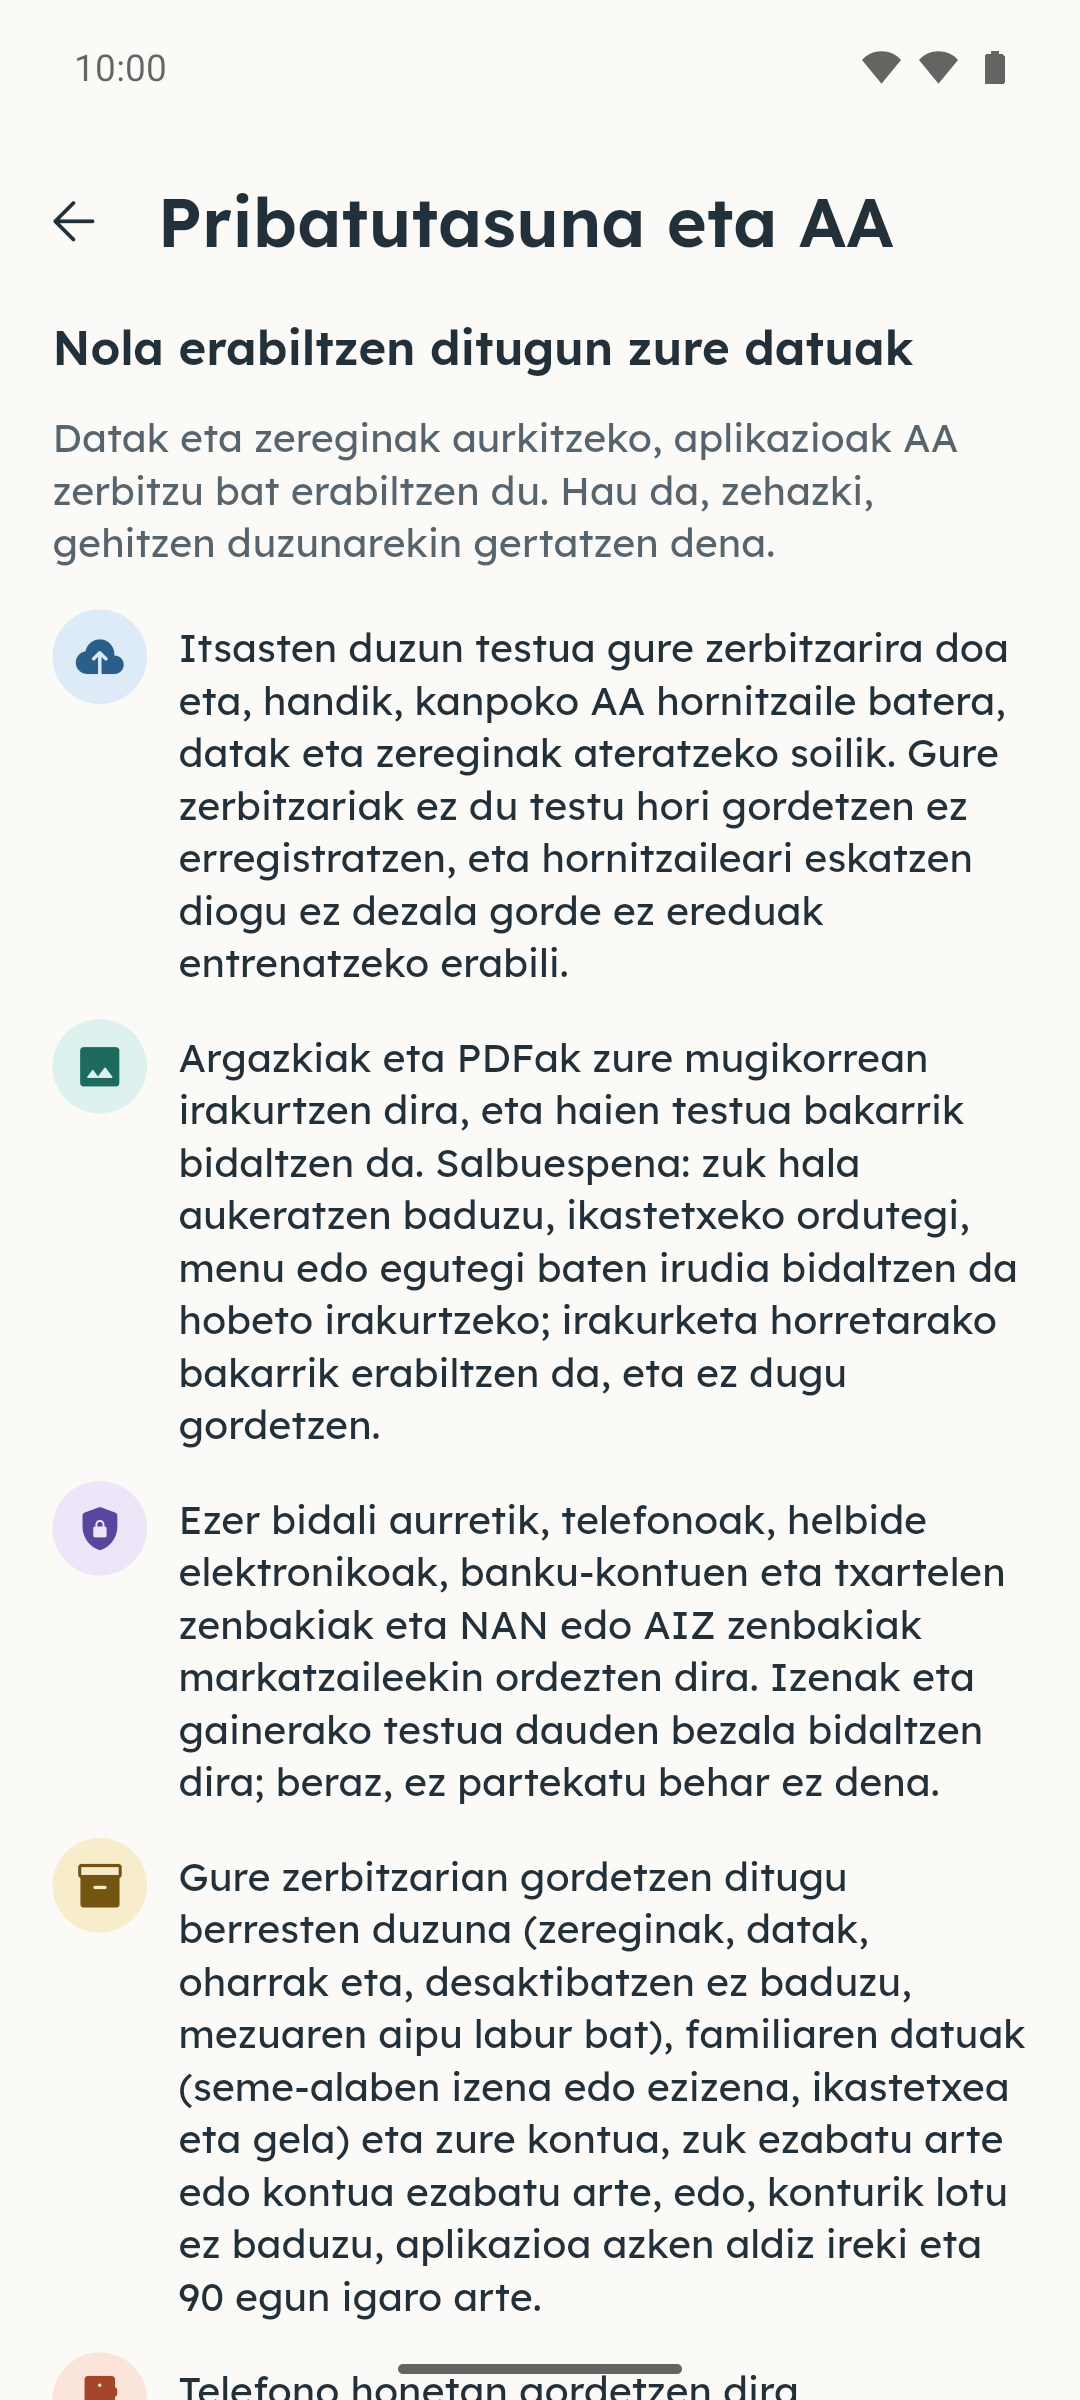 10:00
Pribatutasuna eta AA
Nola erabiltzen ditugun zure datuak
Datak eta zereginak aurkitzeko, aplikazioak AA
zerbitzu bat erabiltzen du. Hau da, zehazki,
gehitzen duzunarekin gertatzen dena.
Itsasten duzun testua gure zerbitzarira doa
eta, handik, kanpoko AA hornitzaile batera,
datak eta zereginak ateratzeko soilik. Gure
zerbitzariak ez du testu hori gordetzen ez
erregistratzen, eta hornitzaileari eskatzen
diogu ez dezala gorde ez ereduak
entrenatzeko erabili.
Argazkiak eta PDFak zure mugikorrean
irakurtzen dira, eta haien testua bakarrik
bidaltzen da. Salbuespena: zuk hala
aukeratzen baduzu, ikastetxeko ordutegi,
menu edo egutegi baten irudia bidaltzen da
hobeto irakurtzeko; irakurketa horretarako
bakarrik erabiltzen da, eta ez dugu
gordetzen.
Ezer bidali aurretik, telefonoak, helbide
elektronikoak, banku-kontuen eta txartelen
zenbakiak eta NAN edo AIZ zenbakiak
markatzaileekin ordezten dira. Izenak eta
gainerako testua dauden bezala bidaltzen
dira; beraz, ez partekatu behar ez dena.
Gure zerbitzarian gordetzen ditugu
berresten duzuna (zereginak, datak,
oharrak eta, desaktibatzen ez baduzu,
mezuaren aipu labur bat), familiaren datuak
(seme-alaben izena edo ezizena, ikastetxea
eta gela) eta zure kontua, zuk ezabatu arte
edo kontua ezabatu arte, edo, konturik lotu
ez baduzu, aplikazioa azken aldiz ireki eta
90 egun igaro arte.
Telefono honetan gordetzen dira